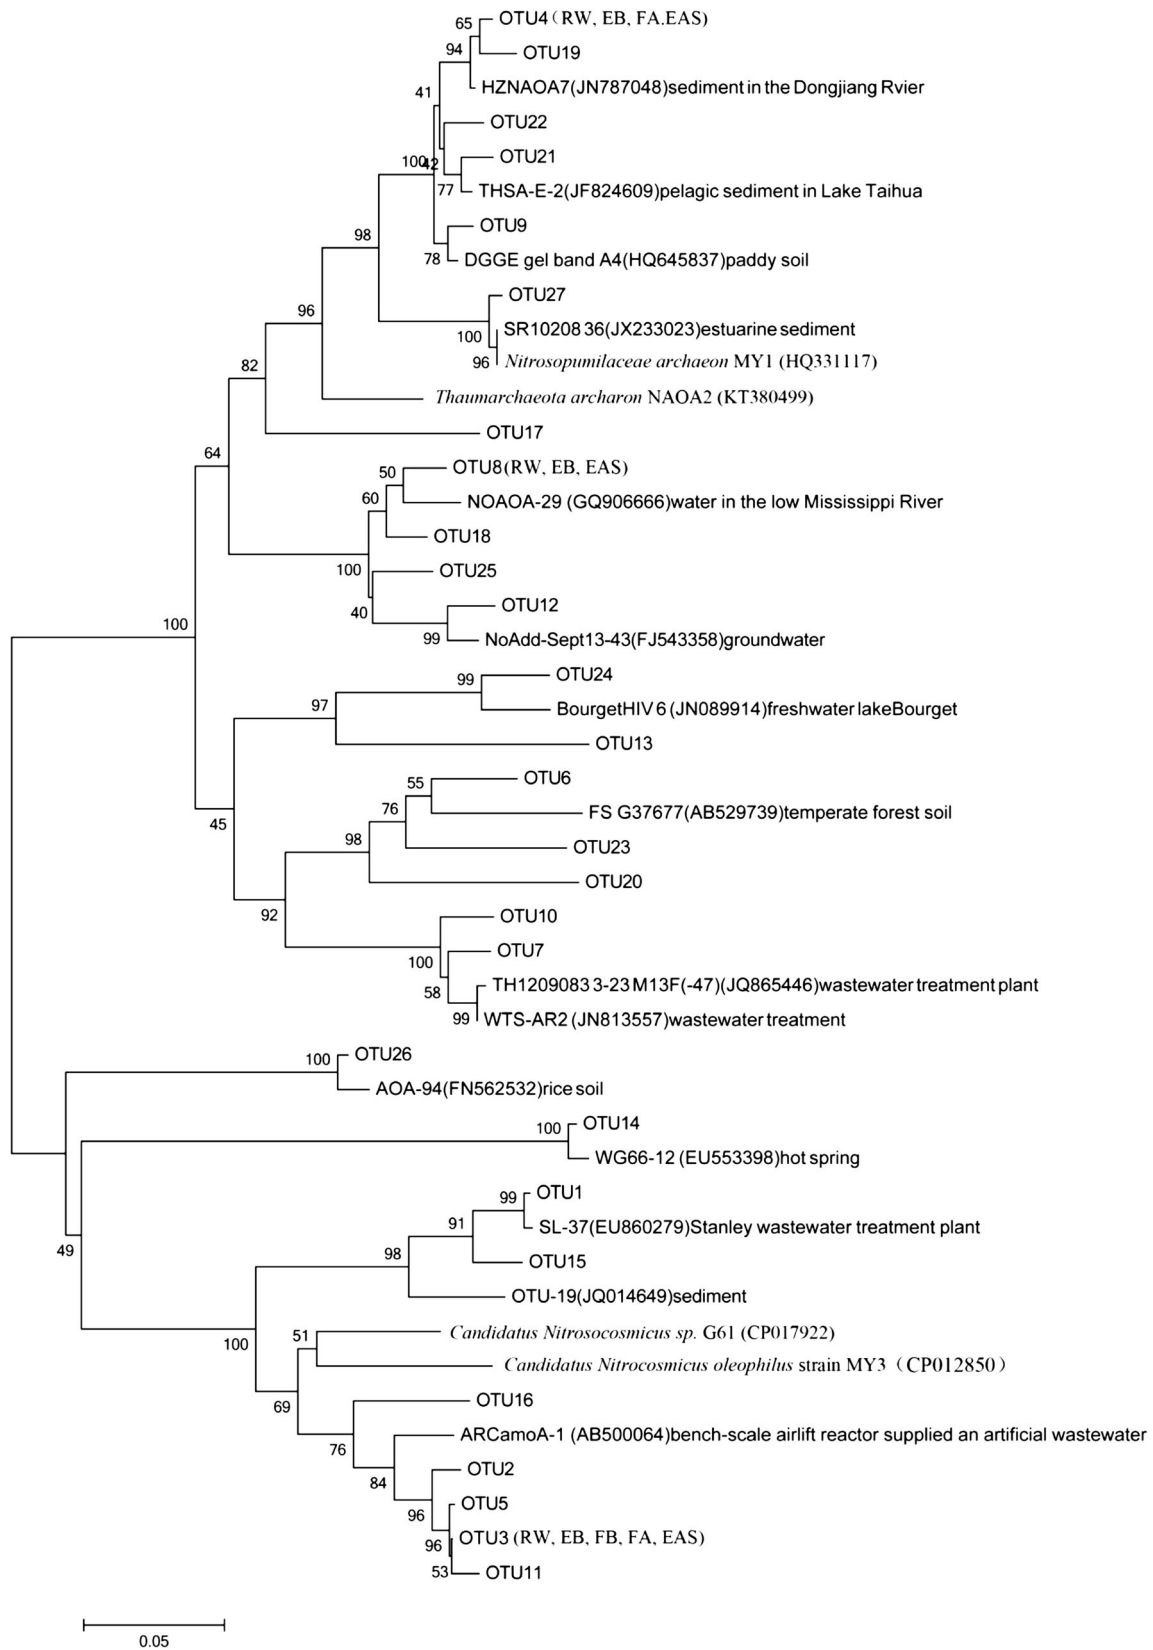 65
OTU4 (RW, EB, FA.EAS)
94
OTU19
HZNAOA7(JN787048)sediment in the Dongjiang Rvier
41
OTU22
100
42
OTU21
77
THSA-E-2(JF824609)pelagic sediment in Lake Taihua
OTU9
98
78
DGGE gel band A4(HQ645837)paddy soil
OTU27
96
100
SR1020836(JX233023)estuarine sediment
96
Nitrosopumilaceae archaeon MY1 (HQ331117)
82
Thaumarchaeota archaron NAOA2 (KT380499)
OTU17
64
50
OTU8(RW, EB, EAS)
60
NOAOA-29 (GQ906666)water in the low Mississippi River
OTU18
100
OTU25
40
OTU12
100
99
NoAdd-Sept13-43(FJ543358)groundwater
99
OTU24
97
BourgetHIV6 (JN089914)freshwater lakeBourget
OTU13
55
OTU6
76
FS G37677(AB529739)temperate forest soil
45
98
OTU23
OTU20
92
OTU10
100
OTU7
58
TH12090833-23M13F(-47)(JQ865446)wastewater treatment plant
99
WTS-AR2 (JN813557)wastewater treatment
100
OTU26
AOA-94(FN562532)rice soil
100
OTU14
WG66-12 (EU553398)hot spring
99
OTU1
91
SL-37(EU860279)Stanley wastewater treatment plant
49
98
OTU15
OTU-19(JQ014649)sediment
100
51
Candidatus Nitrosocosmicus sp. G61 (CP017922)
Candidatus Nitrocosmicus oleophilus strain MY3 (CP012850)
69
OTU16
76
ARCamoA-1 (AB500064)bench-scale airlift reactor supplied an artificial wastewater
84
OTU2
96
OTU5
96
OTU3 (RW, EB, FB, FA, EAS)
53
OTU11
0.05